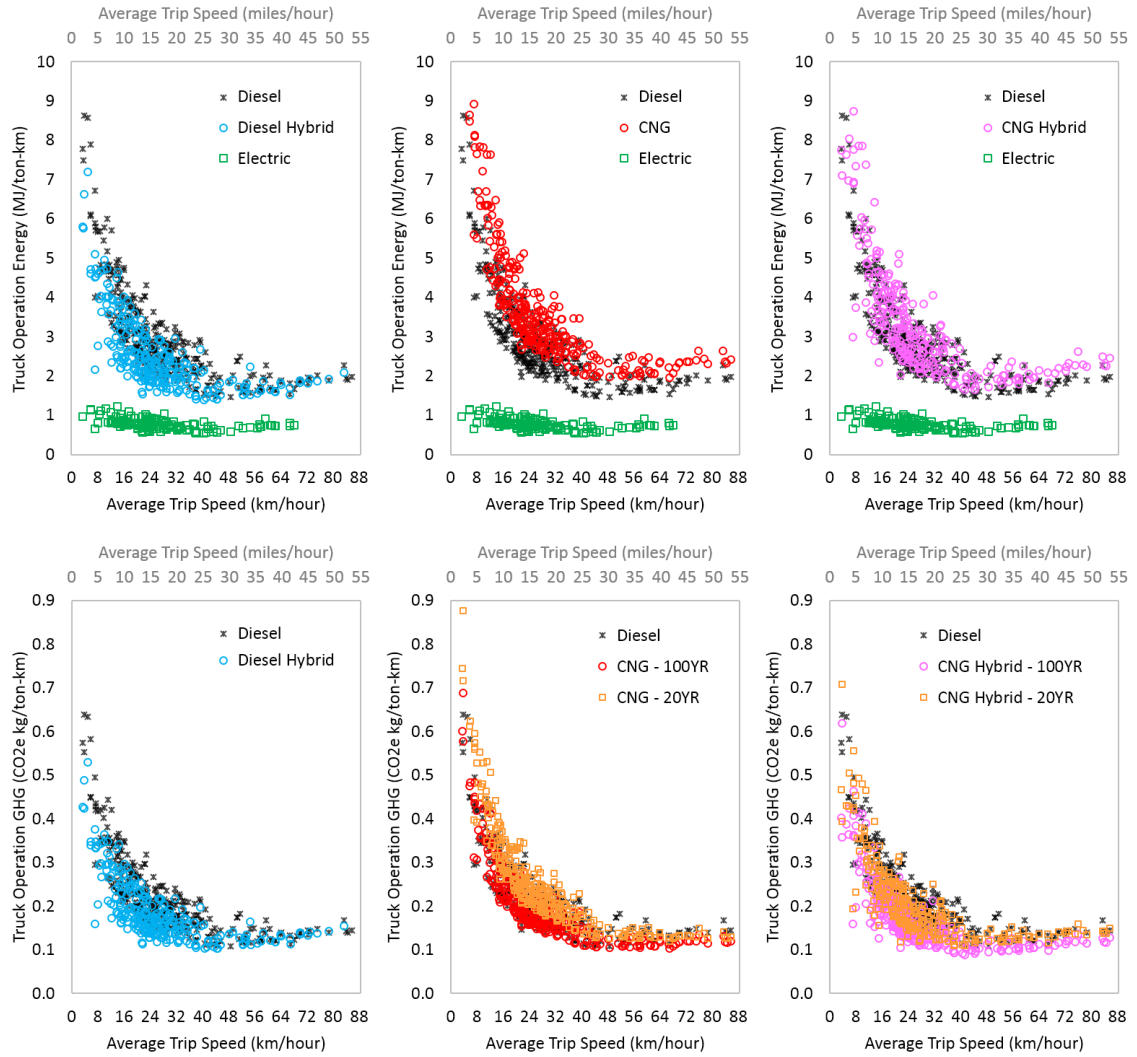 Average Trip Speed (miles/hour) Average Trip Speed (miles/hour) Average Trip Speed (miles/hour)
0 5 10 15 20 25 30 35 40 45 50 55 0 5 10 15 20 25 30 35 40 45 50 55 0 5 10 15 20 25 30 35 40 45 50 55
Truck Operation Energy (MJ/ton-km)
10
9
8
7
6
5
4
3
2
1
0
Diesel
Diesel Hybrid
Electric
0 8 16 24 32 40 48 56 64 72 80 88
Average Trip Speed (km/hour)
Truck Operation Energy (MJ/ton-km)
10
9
8
7
6
5
4
3
2
1
0
Diesel
CNG
Electric
0 8 16 24 32 40 48 56 64 72 80 88
Average Trip Speed (km/hour)
Truck Operation Energy (MJ/ton-km)
10
9
8
7
6
5
4
3
2
1
0
Diesel
CNG Hybrid
Electric
0 8 16 24 32 40 48 56 64 72 80 88
Average Trip Speed (km/hour)
Average Trip Speed (miles/hour) Average Trip Speed (miles/hour) Average Trip Speed (miles/hour)
0 5 10 15 20 25 30 35 40 45 50 55 0 5 10 15 20 25 30 35 40 45 50 55 0 5 10 15 20 25 30 35 40 45 50 55
Truck Operation GHG (CO2e kg/ton-km)
0.9
0.8
0.7
0.6
0.5
0.4
0.3
0.2
0.1
0.0
Diesel
Diesel Hybrid
0 8 16 24 32 40 48 56 64 72 80 88
Average Trip Speed (km/hour)
Truck Operation GHG (CO2e kg/ton-km)
0.9
0.8
0.7
0.6
0.5
0.4
0.3
0.2
0.1
0.0
Diesel
CNG - 100YR
CNG - 20YR
0 8 16 24 32 40 48 56 64 72 80 88
Average Trip Speed (km/hour)
Truck Operation GHG (CO2e kg/ton-km)
0.9
0.8
0.7
0.6
0.5
0.4
0.3
0.2
0.1
0.0
Diesel
CNG Hybrid - 100YR
CNG Hybrid - 20YR
0 8 16 24 32 40 48 56 64 72 80 88
Average Trip Speed (km/hour)